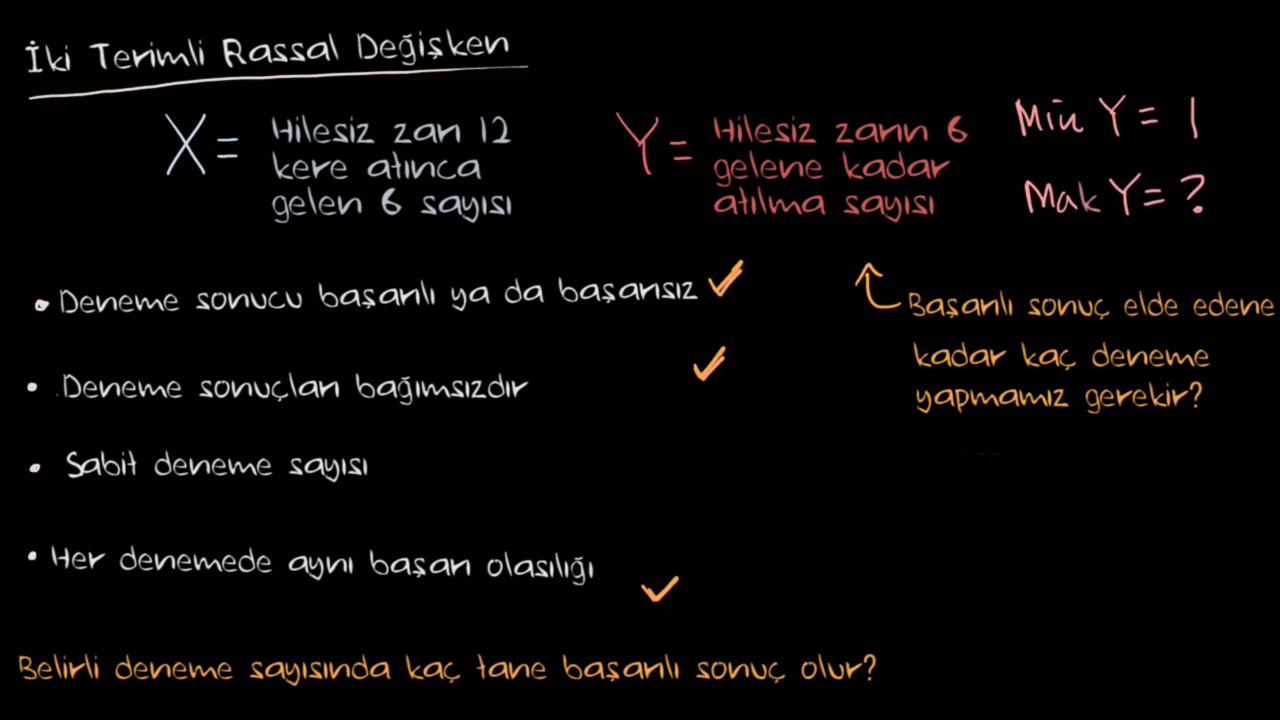 İki Terimli Rassal Değişken
X = Hilesiz zarı 12
kere atınca
gelen 6 sayısı
Y = Hilesiz zarın 6
gelene kadar
atılma sayısı
Min Y = 1
Mak Y = ?
• Deneme sonucu başarılı ya da başarısız ✓
• Deneme sonuçları bağımsızdır ✓
• Sabit deneme sayısı
• Her denemede aynı başarı olasılığı ✓
Başarılı sonuç elde edene
kadar kaç deneme
yapmamız gerekir?
Belirli deneme sayısında kaç tane başarılı sonuç olur?